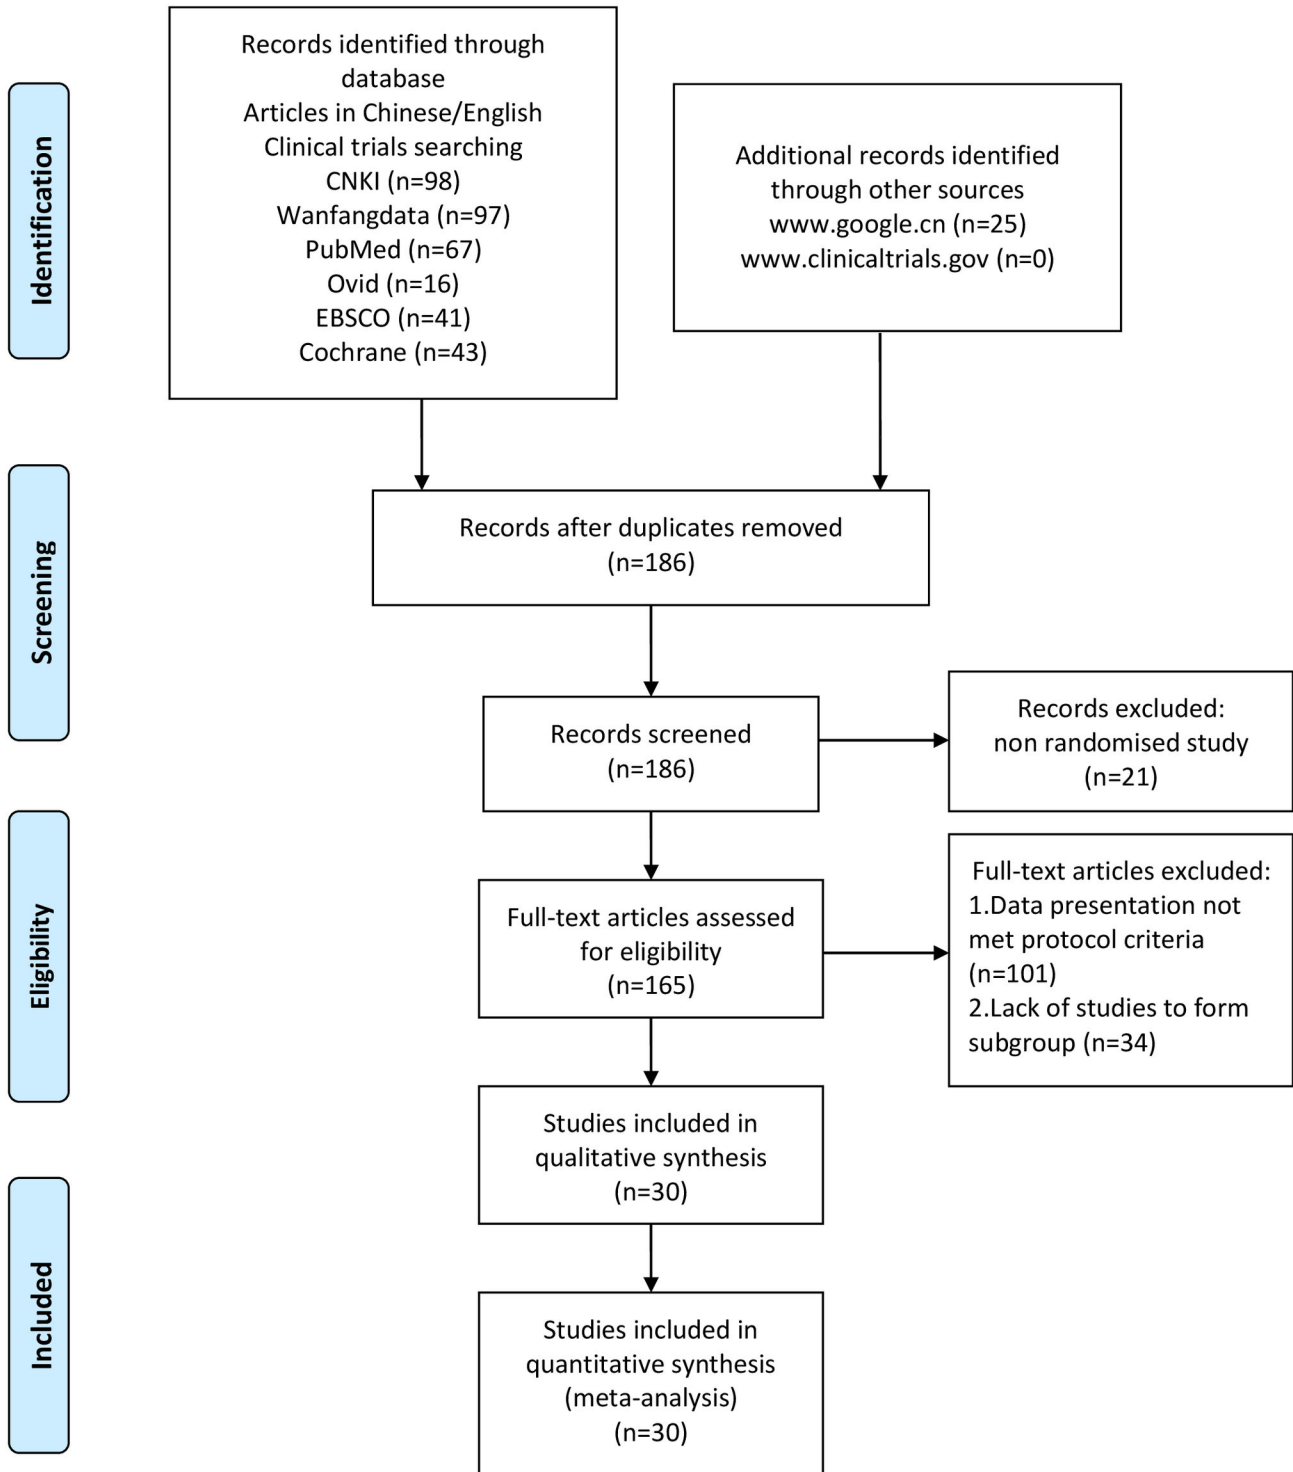 Identification
Records identified through
database
Articles in Chinese/English
Clinical trials searching
CNKI (n=98)
Wanfangdata (n=97)
PubMed (n=67)
Ovid (n=16)
EBSCO (n=41)
Cochrane (n=43)
Additional records identified
through other sources
www.google.cn (n=25)
www.clinicaltrials.gov (n=0)
Screening
Records after duplicates removed
(n=186)
Records screened
(n=186)
Records excluded:
non randomised study
(n=21)
Eligibility
Full-text articles assessed
for eligibility
(n=165)
Full-text articles excluded:
1.Data presentation not
met protocol criteria
(n=101)
2.Lack of studies to form
subgroup (n=34)
Studies included in
qualitative synthesis
(n=30)
Included
Studies included in
quantitative synthesis
(meta-analysis)
(n=30)